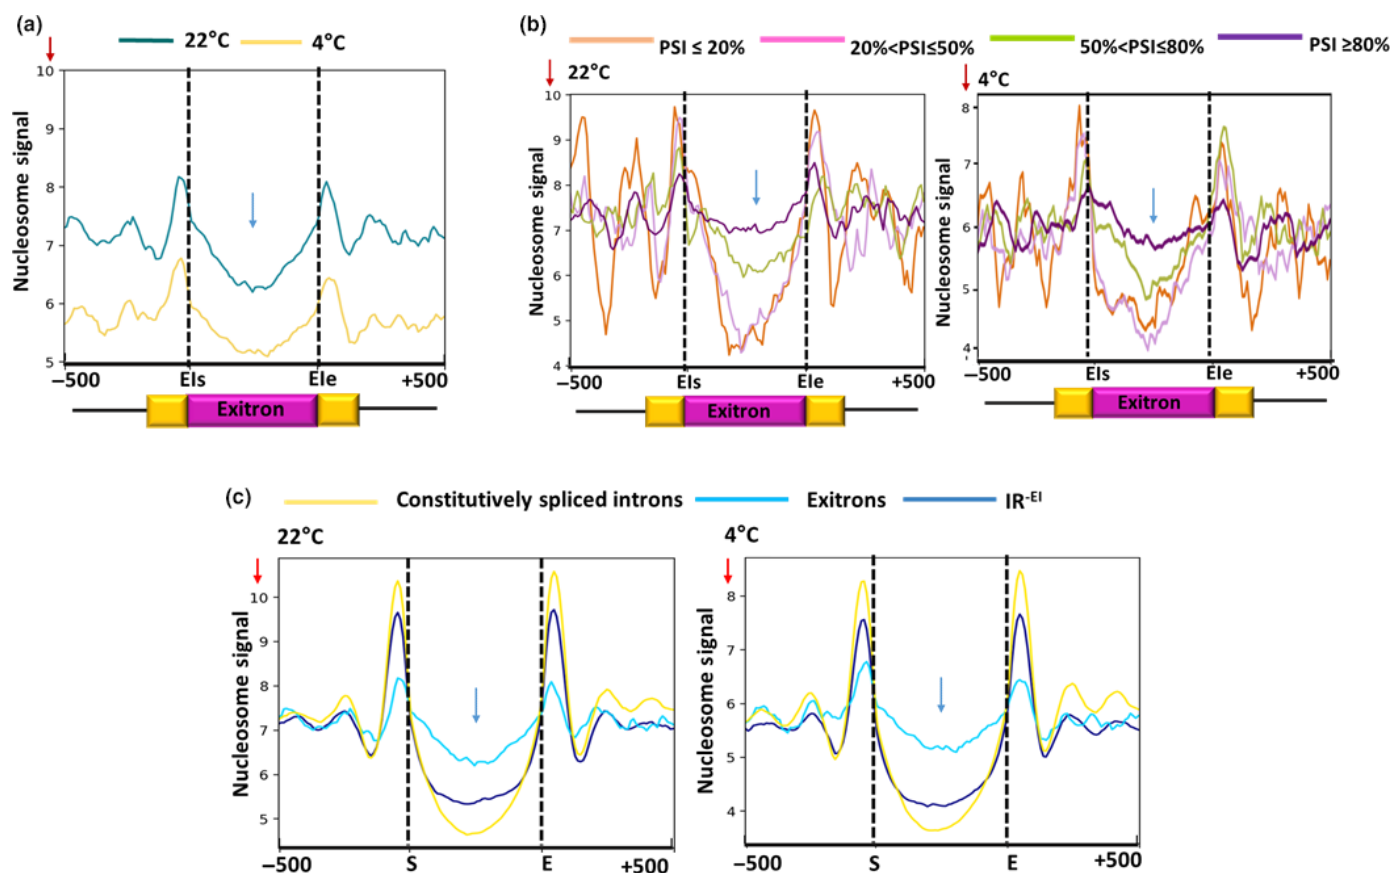 (a)
22°C 4°C
10
9
8
7
6
5
Nucleosome signal
−500 EIs EIe +500
Exitron
(b)
PSI ≤ 20% 20%<PSI≤50% 50%<PSI≤80% PSI ≥80%
22°C
10
9
8
7
6
5
4
Nucleosome signal
−500 EIs EIe +500
Exitron
4°C
8
7
6
5
4
Nucleosome signal
−500 EIs EIe +500
Exitron
(c)
Constitutively spliced introns Exitrons IR-EI
22°C
10
9
8
7
6
5
Nucleosome signal
−500 S E +500
4°C
8
7
6
5
4
Nucleosome signal
−500 S E +500